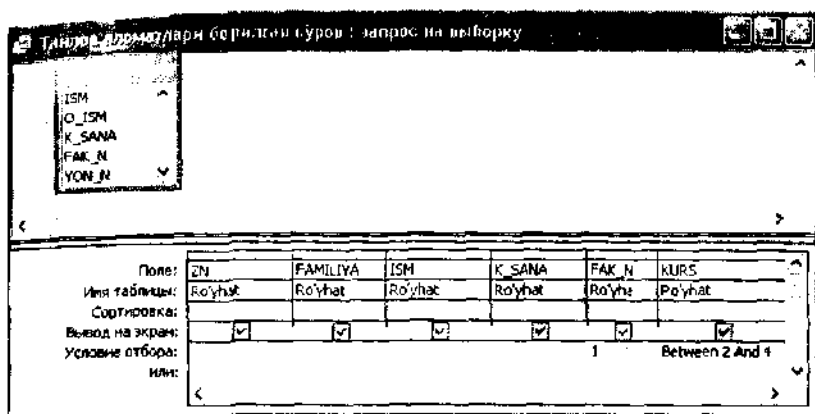 Танлов аломатлари берилган сўров : запрос на выборку
ISM
O_ISM
K_SANA
FAK_N
YON_N
Поле: ZN FAMILIYA ISM K_SANA FAK_N KURS
Имя таблицы: Ro'yhat Ro'yhat Ro'yhat Ro'yhat Ro'yha Ro'yhat
Сортировка:
Вывод на экран:
Условие отбора: 1 Between 2 And 4
или: